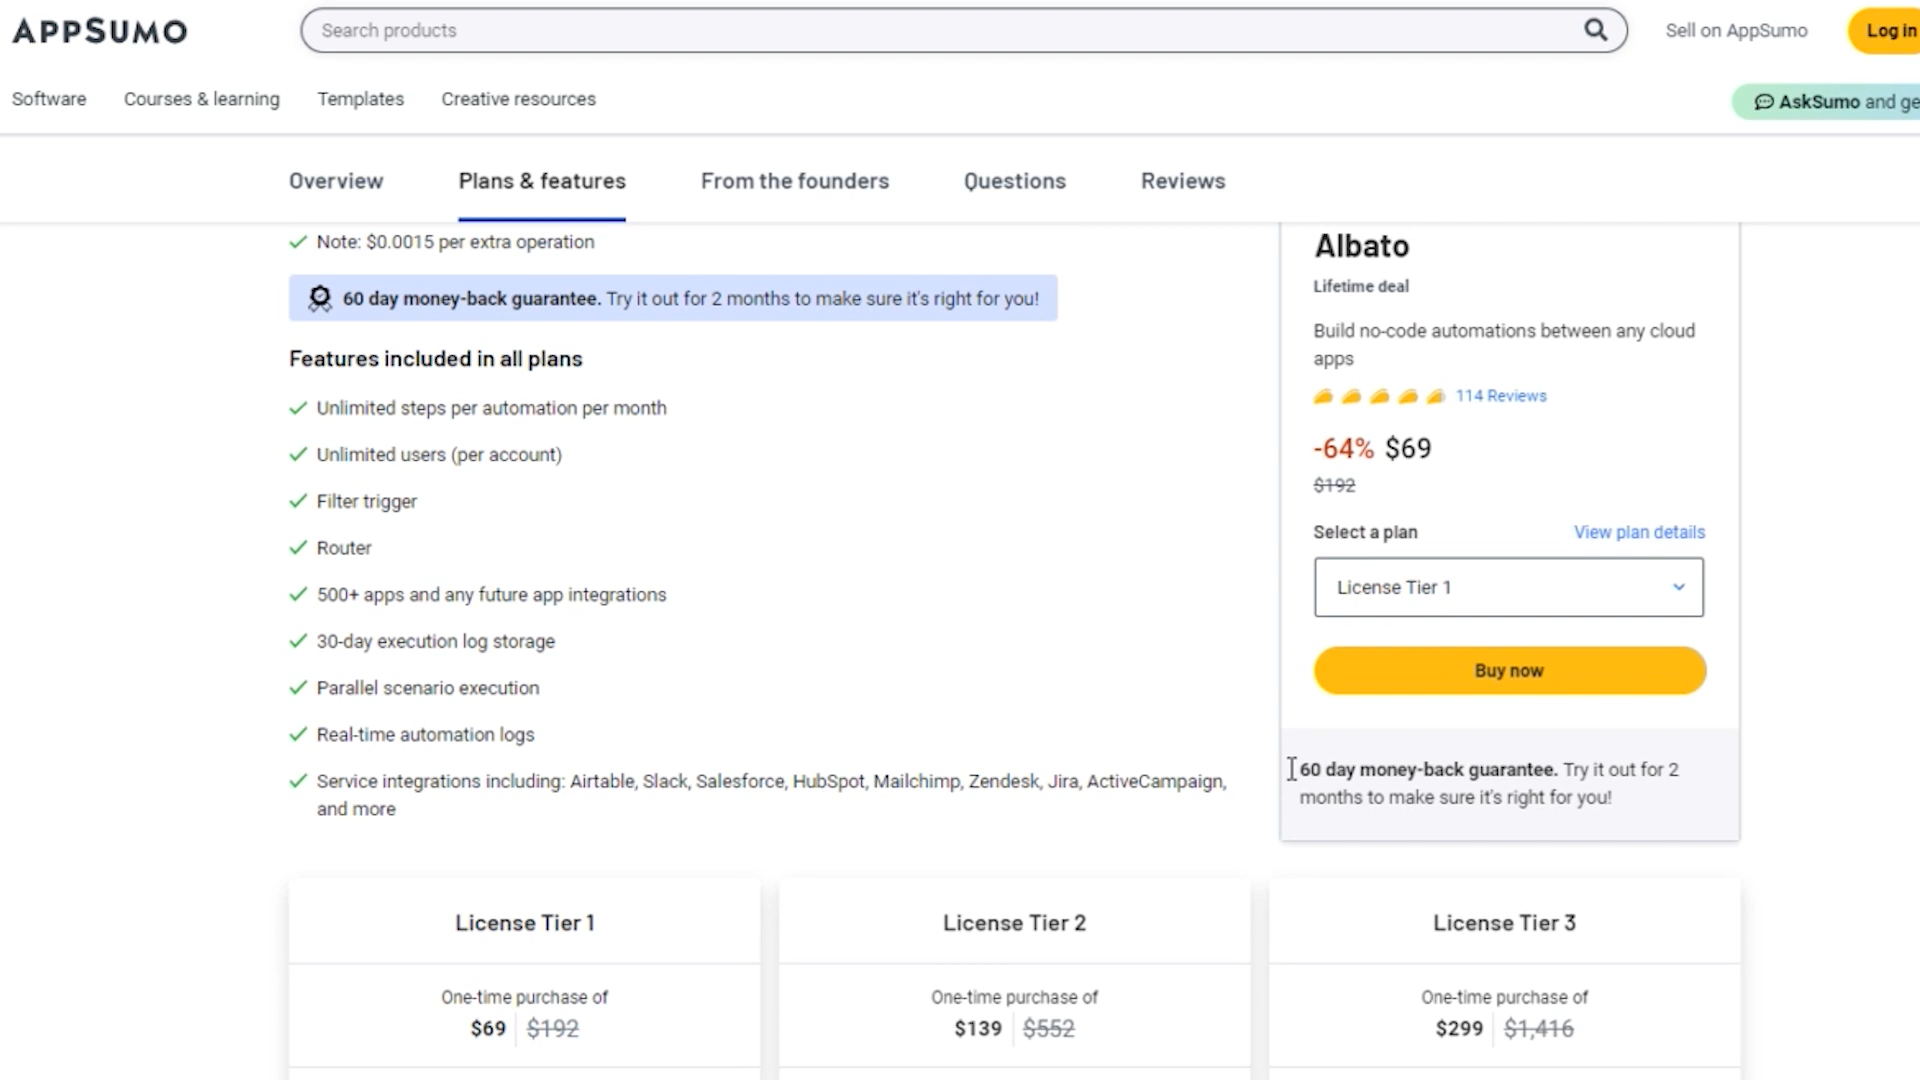 APPSUMO
Search products
Sell on AppSumo
Log in
Software
Courses & learning
Templates
Creative resources
AskSumo and ge
Overview
Plans & features
From the founders
Questions
Reviews
Note: $0.0015 per extra operation
60 day money-back guarantee. Try it out for 2 months to make sure it's right for you!
Features included in all plans
Unlimited steps per automation per month
Unlimited users (per account)
Filter trigger
Router
500+ apps and any future app integrations
30-day execution log storage
Parallel scenario execution
Real-time automation logs
Service integrations including: Airtable, Slack, Salesforce, HubSpot, Mailchimp, Zendesk, Jira, ActiveCampaign,
and more
Albato
Lifetime deal
Build no-code automations between any cloud
apps
114 Reviews
-64% $69
$192
Select a plan
View plan details
License Tier 1
Buy now
60 day money-back guarantee. Try it out for 2
months to make sure it's right for you!
License Tier 1
One-time purchase of
$69 $192
License Tier 2
One-time purchase of
$139 $552
License Tier 3
One-time purchase of
$299 $1,416